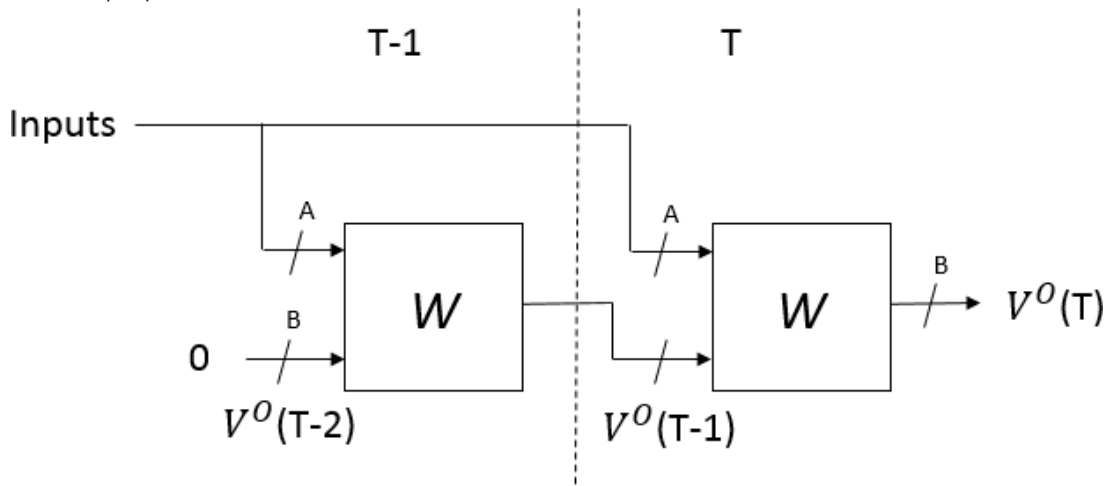 T-1 T
Inputs
A A
W W
B B
0
V^O(T)
V^O(T-2) V^O(T-1)